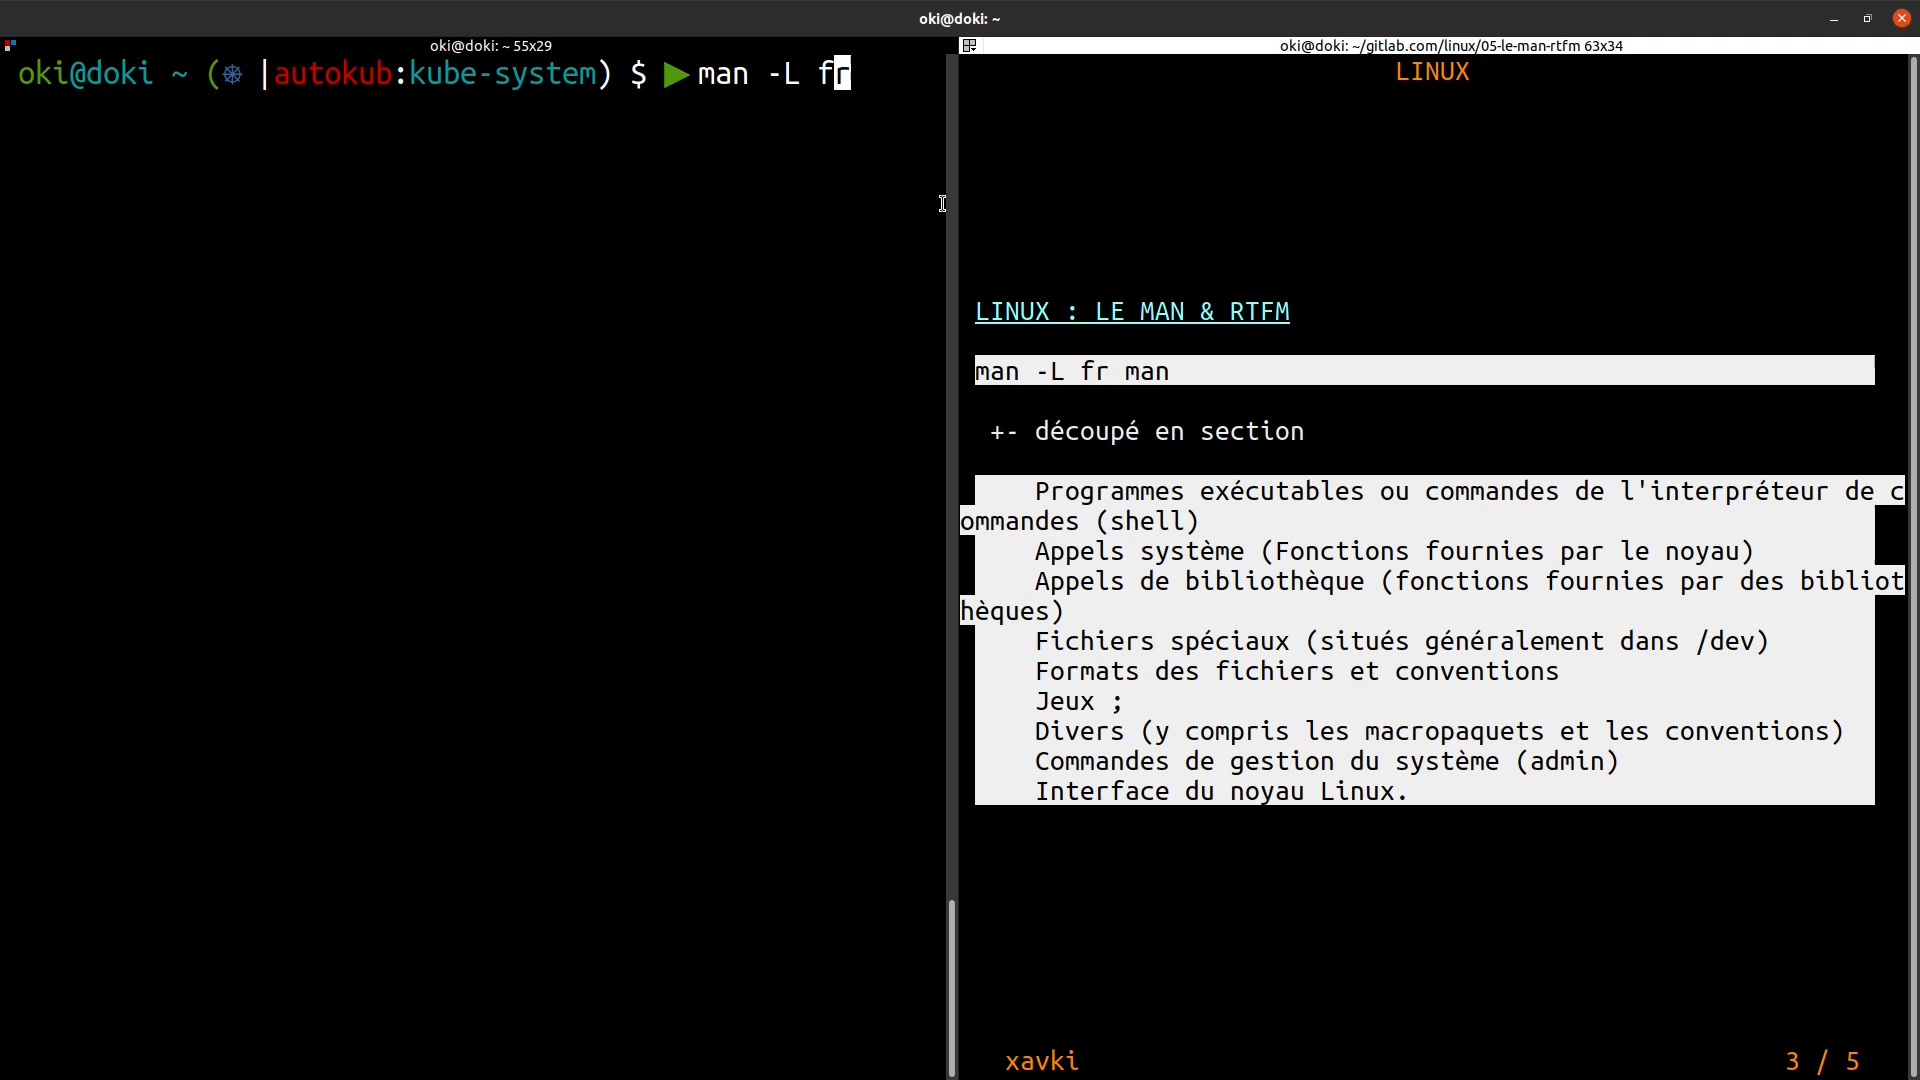 oki@doki: ~
oki@doki: ~ 55x29
oki@doki ~ (⎈ |autokub:kube-system) $ ▶man -L fr
oki@doki: ~/gitlab.com/linux/05-le-man-rtfm 63x34
LINUX
LINUX : LE MAN & RTFM
man -L fr man
+- découpé en section
Programmes exécutables ou commandes de l'interpréteur de c
ommandes (shell)
Appels système (Fonctions fournies par le noyau)
Appels de bibliothèque (fonctions fournies par des bibliot
hèques)
Fichiers spéciaux (situés généralement dans /dev)
Formats des fichiers et conventions
Jeux ;
Divers (y compris les macropaquets et les conventions)
Commandes de gestion du système (admin)
Interface du noyau Linux.
xavki 3 / 5